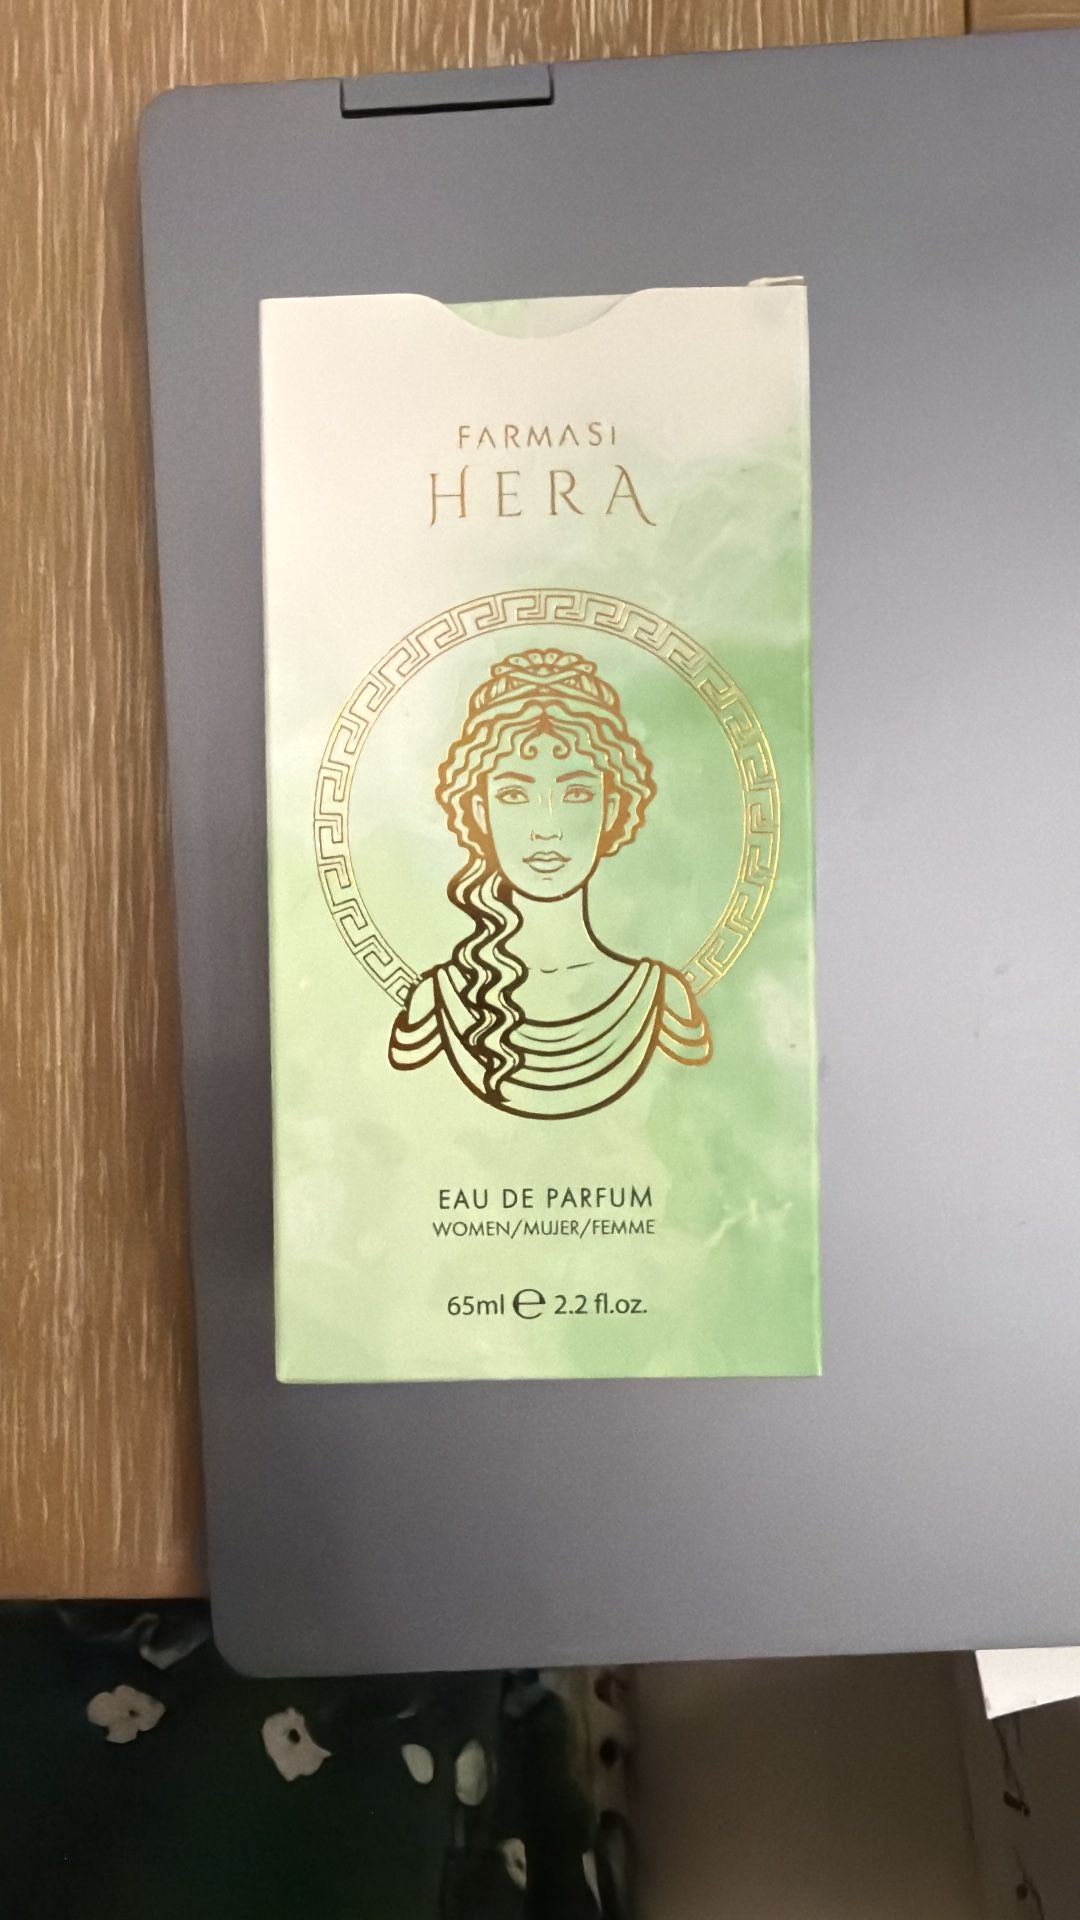 FARMASI
HERA
EAU DE PARFUM
WOMEN/MUJER/FEMME
65ml ℮ 2.2 fl.oz.